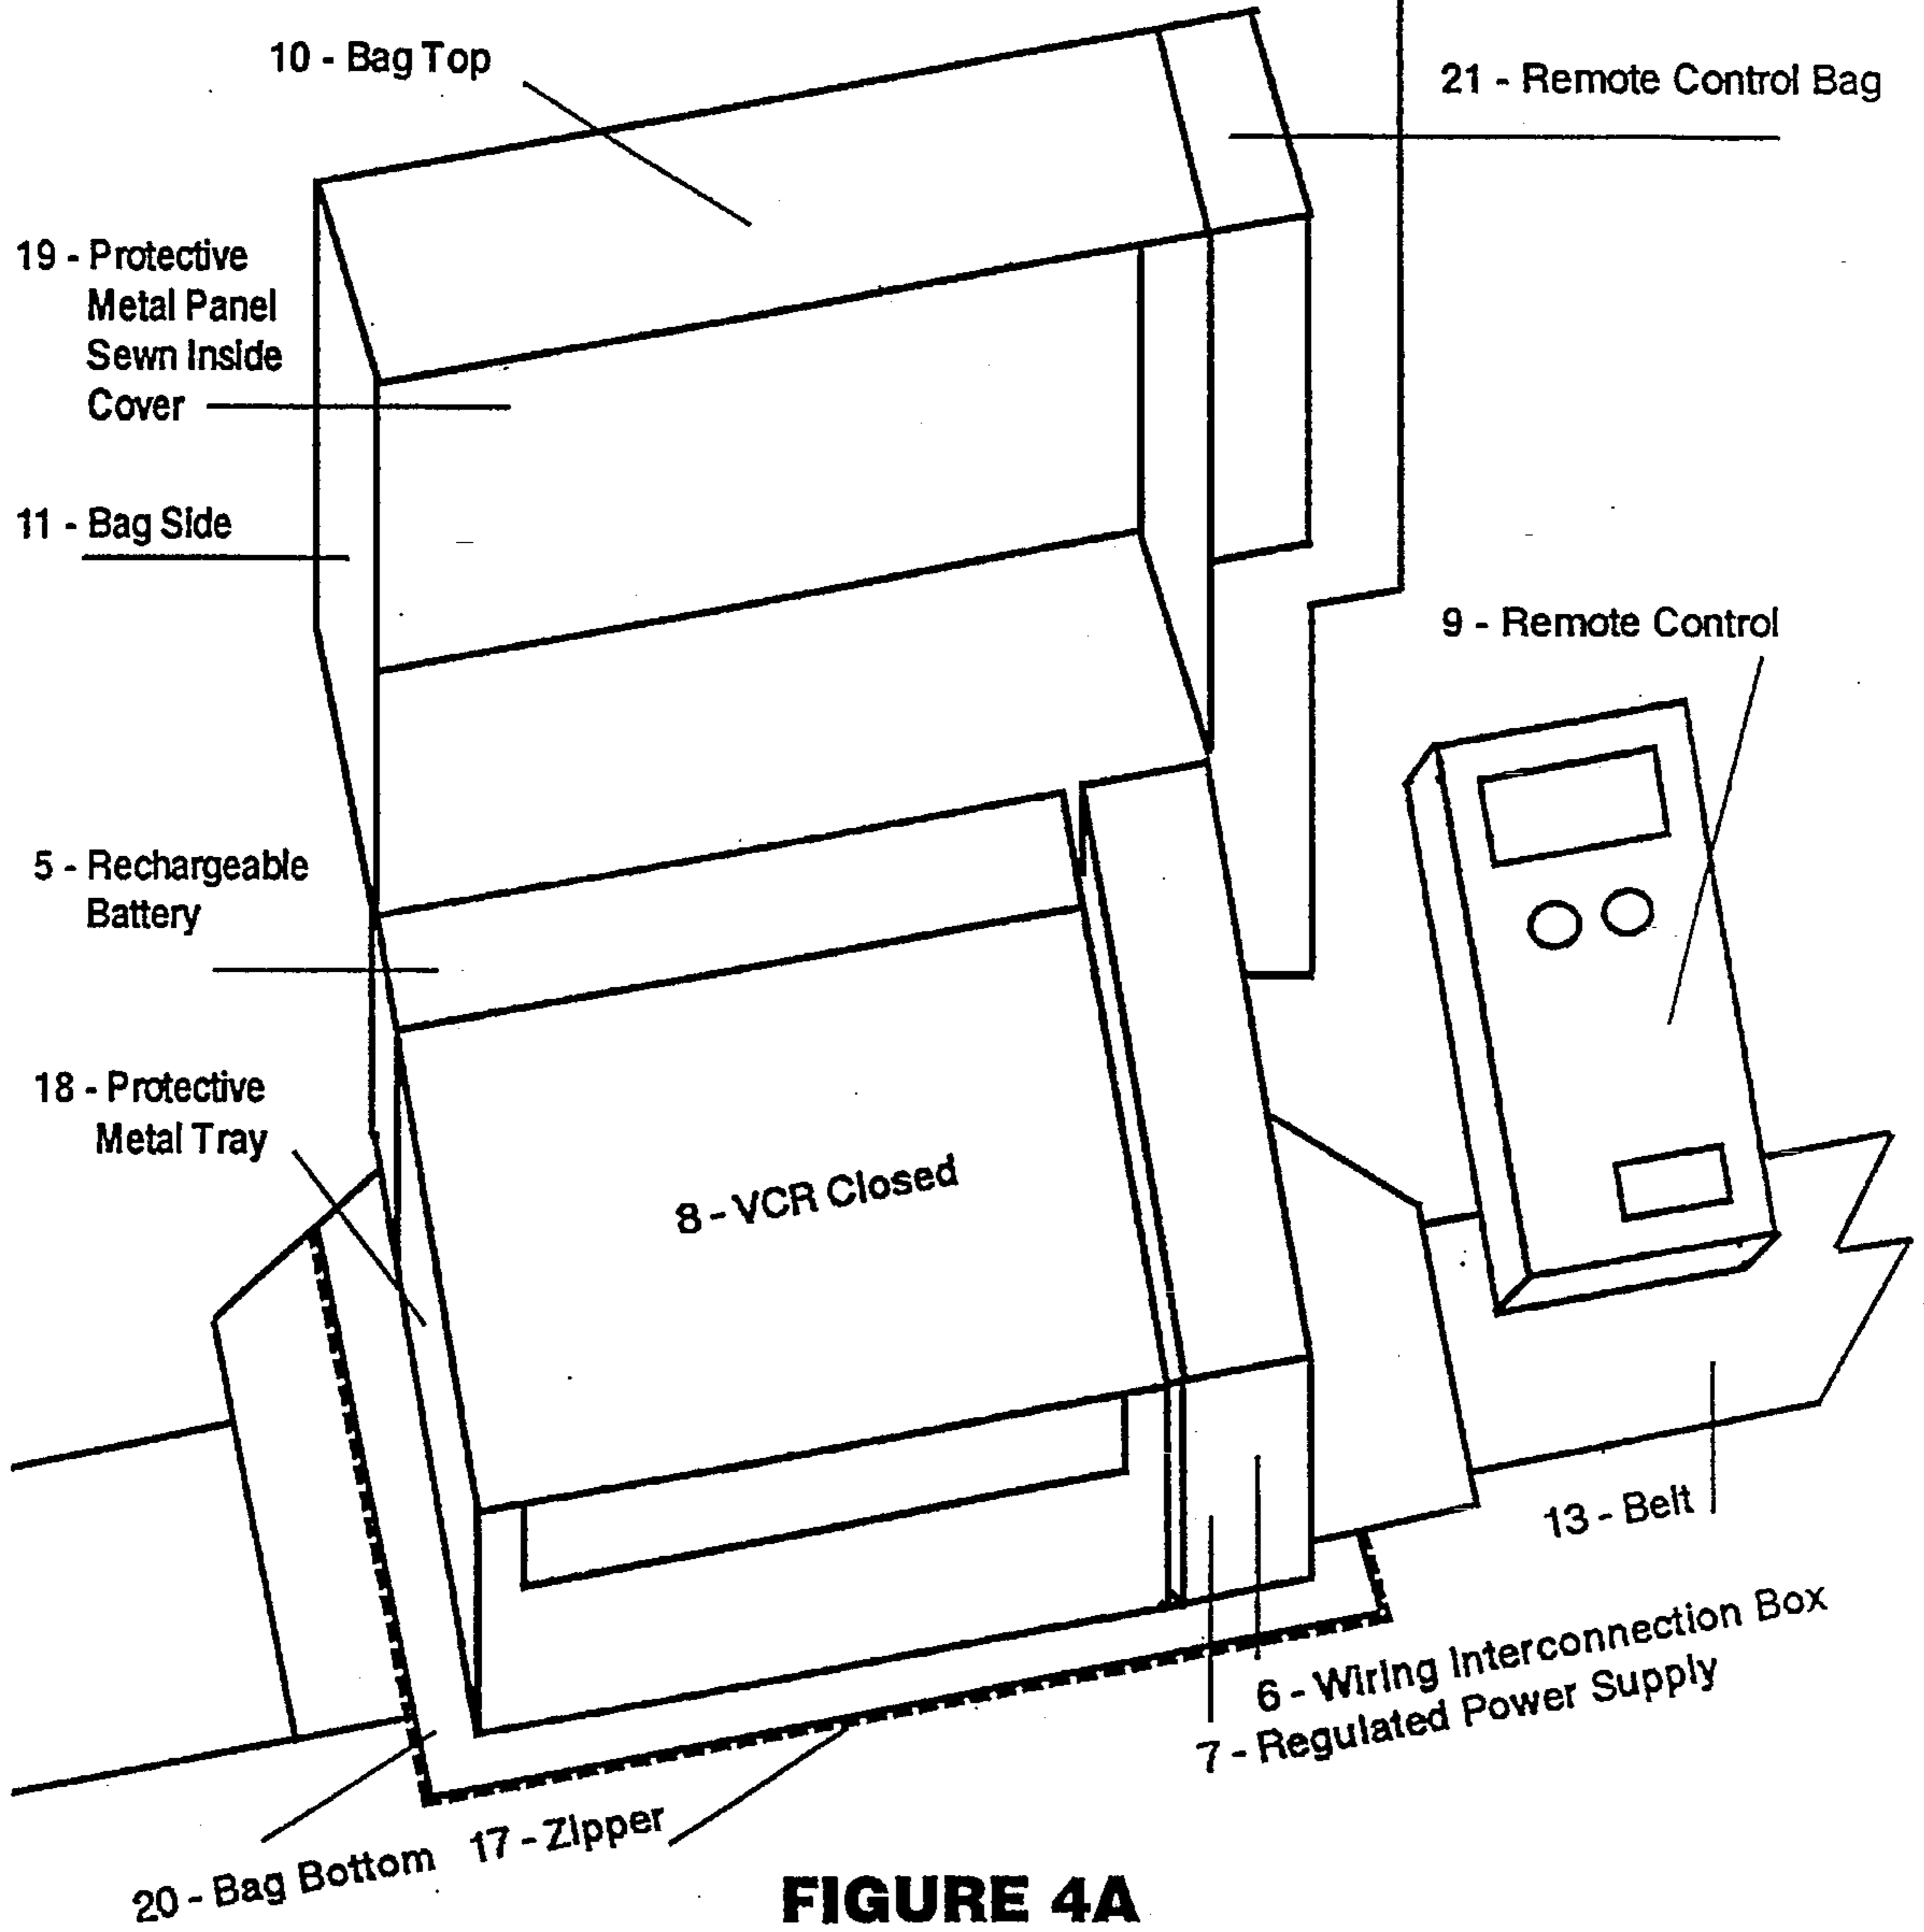 10 - Bag Top
21 - Remote Control Bag
19 - Protective
Metal Panel
Sewn Inside
Cover
11 - Bag Side
9 - Remote Control
5 - Rechargeable
Battery
18 - Protective
Metal Tray
8 - VCR Closed
13 - Belt
6 - Wiring Interconnection Box
7 - Regulated Power Supply
17 - Zipper
20 - Bag Bottom
FIGURE 4A